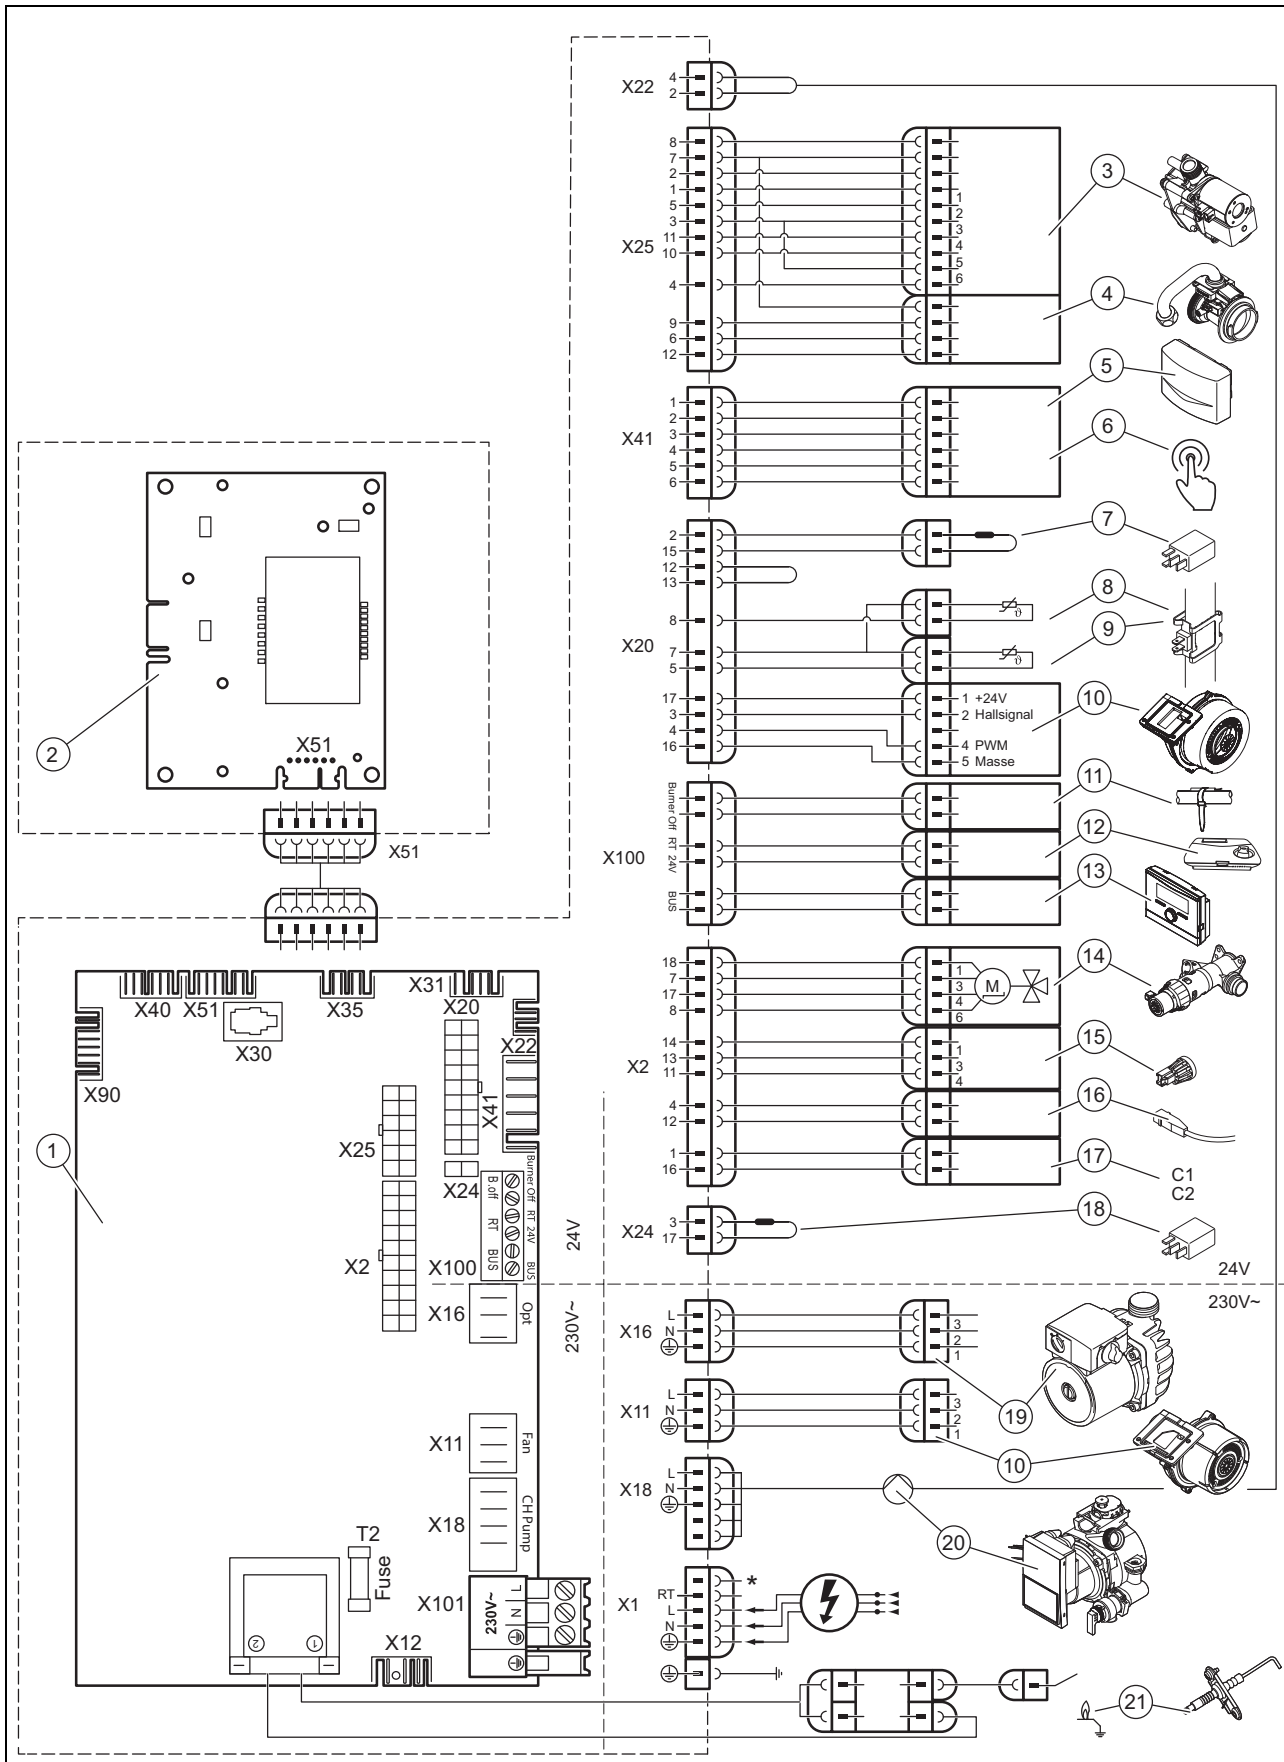 X22
4
2
X25
8
7
2
1
5
3
11
10
4
9
6
12
1
2
3
4
5
6
3
4
X41
1
2
3
4
5
6
5
6
X20
2
15
12
13
8
7
5
17
3
4
16
ϑ
ϑ
1 +24V
2 Hallsignal
4 PWM
5 Masse
7
8
9
10
X100
Burner Off
RT
24V
BUS
11
12
13
X2
18
7
17
8
14
13
11
4
12
1
16
1
3
4
6
M
1
3
4
14
15
16
17
C1
C2
X24
3
17
18
24V
230V~
X16
L
N
3
2
1
19
X11
L
N
3
2
1
10
X18
L
N
20
X1
*
RT
L
N
21
2
X51
X51
1
X40
X51
X30
X35
X31
X20
X22
X90
X25
X41
X24
X2
X100
B.off
RT
BUS
Burner Off
RT
24V
BUS
24V
230V~
X16
Opt
X11
Fan
X18
CH Pump
T2
Fuse
X101
230V~
L
N
X12
2
1